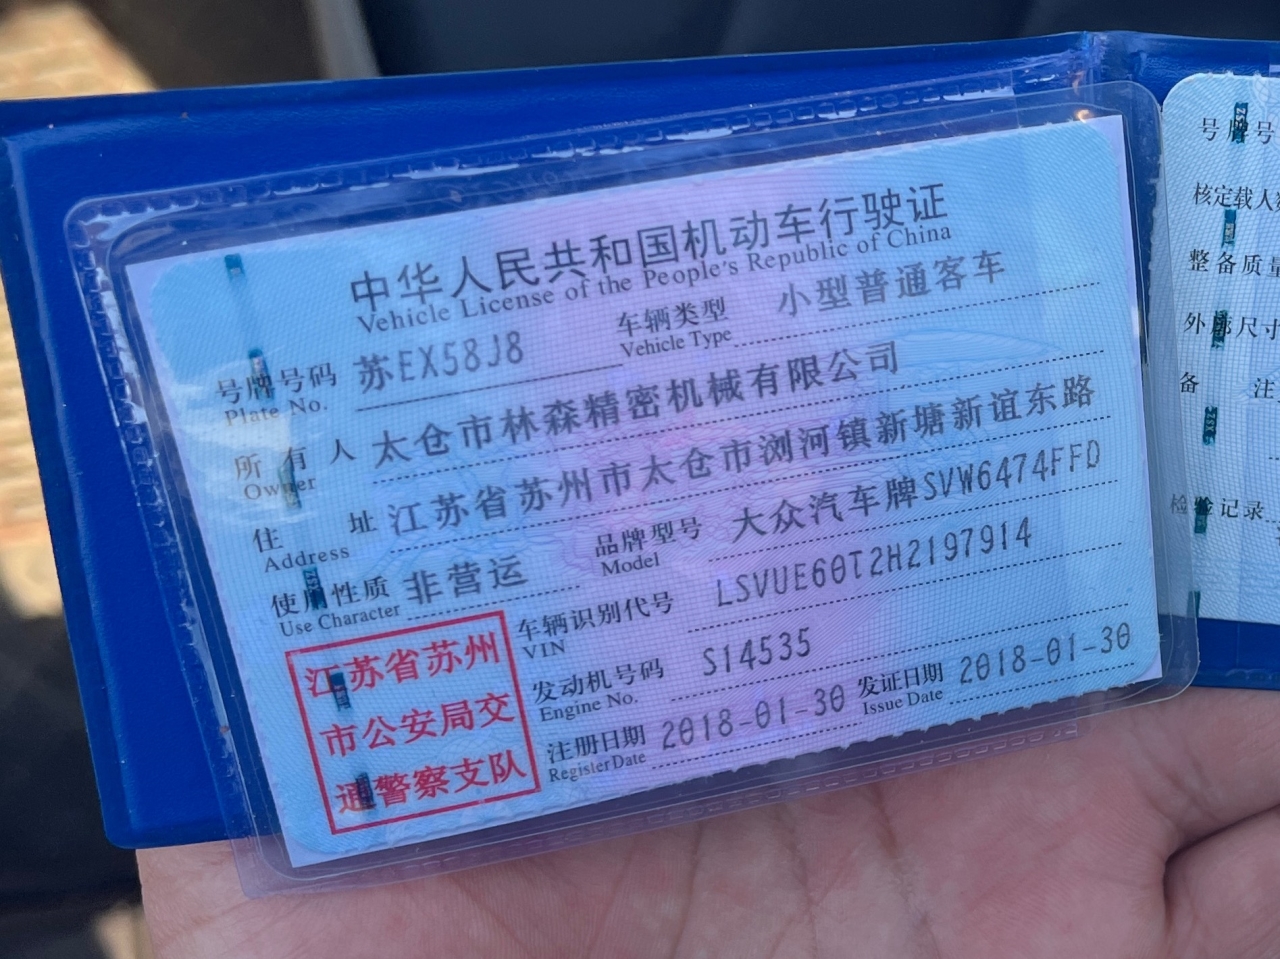 中华人民共和国机动车行驶证
Vehicle License of the People's Republic of China
号牌号码 苏EX58J8 车辆类型 小型普通客车
Plate No. Vehicle Type
所有人 太仓市林森精密机械有限公司
Owner
住址 江苏省苏州市太仓市浏河镇新塘新谊东路
Address
使用性质 非营运 品牌型号 大众汽车牌SVW6474FFD
Use Character Model
车辆识别代号 LSVUE60T2H2197914
VIN
发动机号码 S14535
Engine No.
注册日期 2018-01-30 发证日期 2018-01-30
Register Date Issue Date
江苏省苏州
市公安局交
通警察支队
号牌号
核定载人数
整备质量
外部尺寸
备注
检验记录